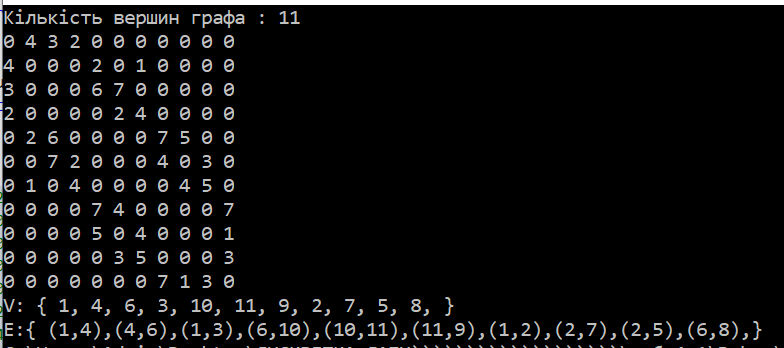 Кількість вершин графа : 11
0 4 3 2 0 0 0 0 0 0 0
4 0 0 0 2 0 1 0 0 0 0
3 0 0 0 6 7 0 0 0 0 0
2 0 0 0 0 2 4 0 0 0 0
0 2 6 0 0 0 0 7 5 0 0
0 0 7 2 0 0 0 4 0 3 0
0 1 0 4 0 0 0 0 4 5 0
0 0 0 0 7 4 0 0 0 0 7
0 0 0 0 5 0 4 0 0 0 1
0 0 0 0 0 3 5 0 0 0 3
0 0 0 0 0 0 0 7 1 3 0
V: { 1, 4, 6, 3, 10, 11, 9, 2, 7, 5, 8, }
E:{ (1,4),(4,6),(1,3),(6,10),(10,11),(11,9),(1,2),(2,7),(2,5),(6,8),}